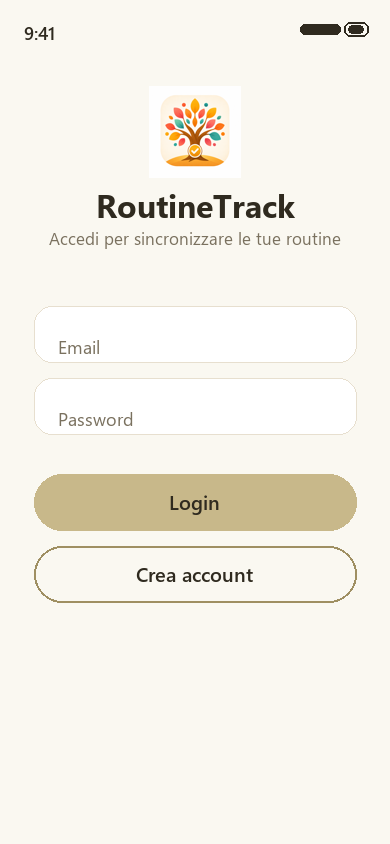 9:41
RoutineTrack
Accedi per sincronizzare le tue routine
Email
Password
Login
Crea account